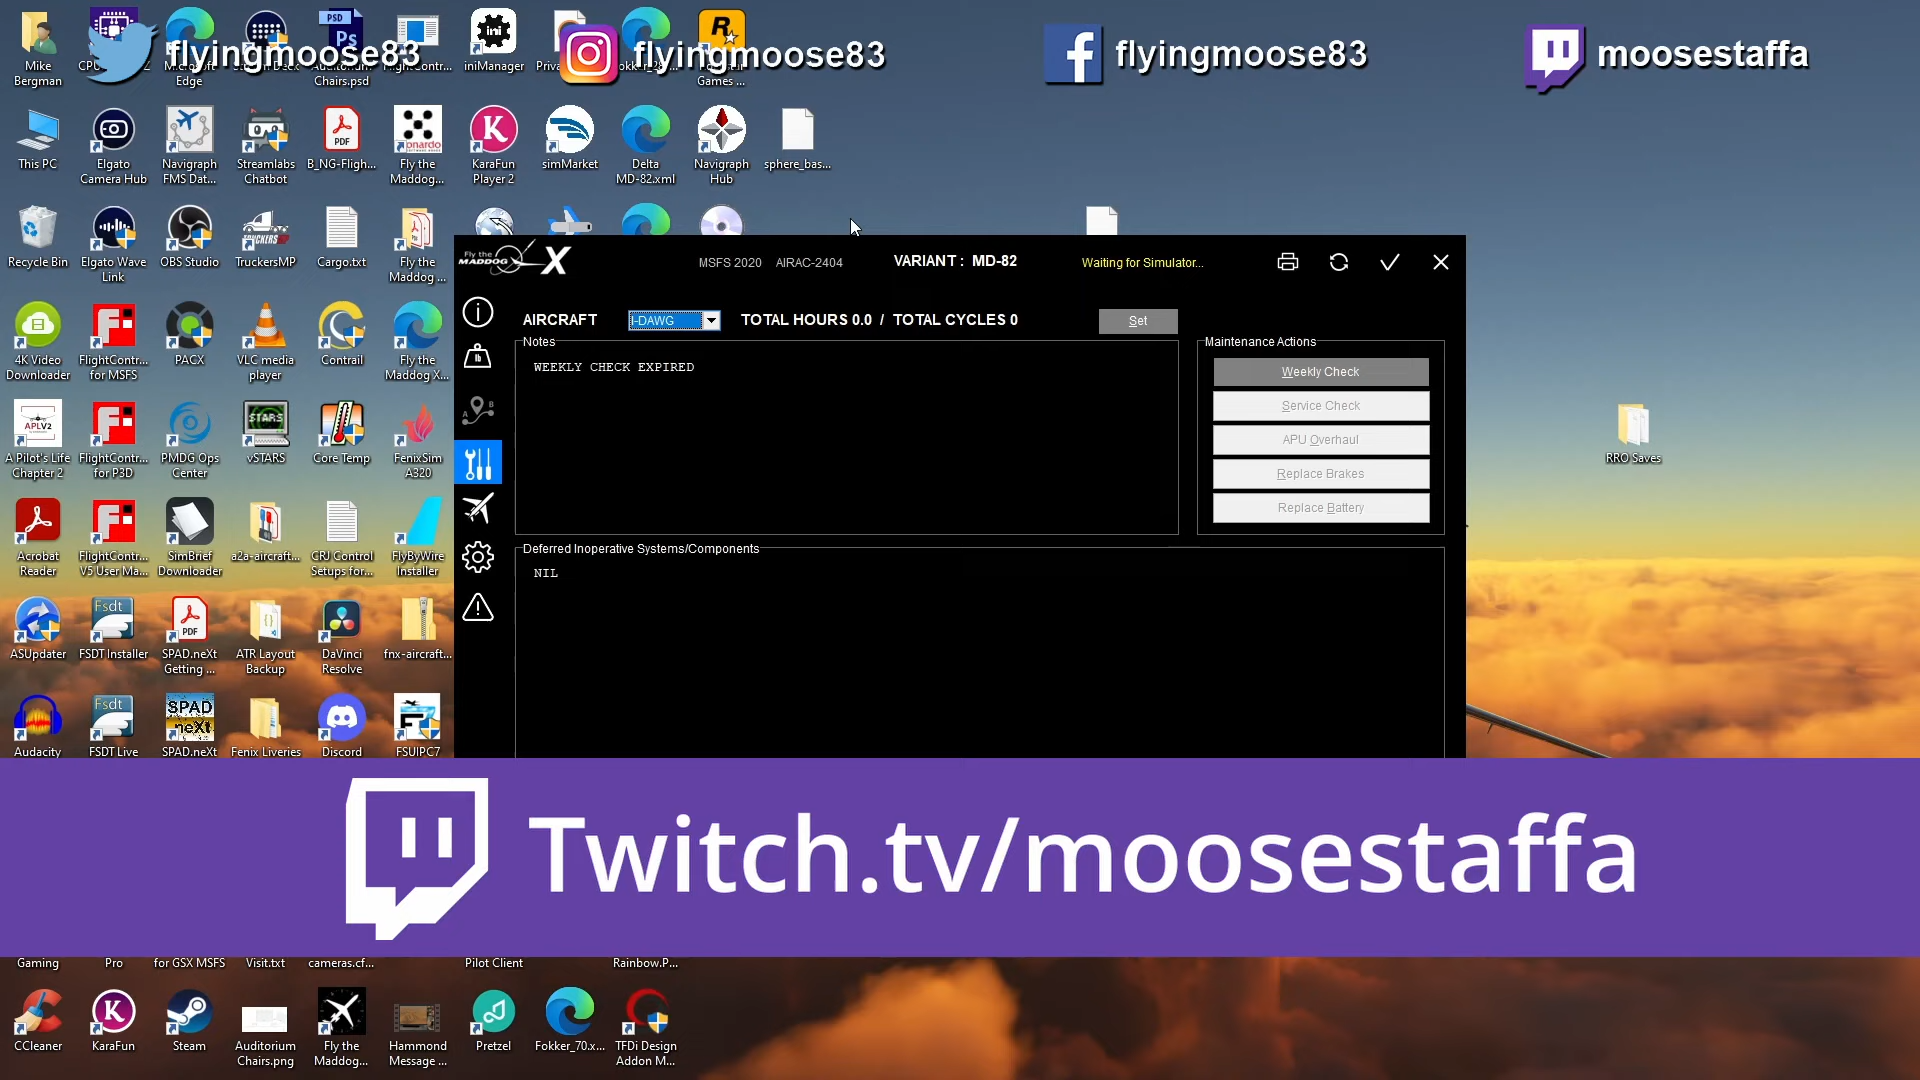 flyingmoose83
flyingmoose83
flyingmoose83
moosestaffa
Mike
Bergman
Edge
Chairs.psd
iniManager
Games ...
This PC
Elgato
Camera Hub
Navigraph
FMS Dat...
Streamlabs
Chatbot
B_NG-Fligh...
Fly the
Maddog...
KaraFun
Player 2
simMarket
Delta
MD-82.xml
Navigraph
Hub
sphere_bas...
Recycle Bin
Elgato Wave
Link
OBS Studio
TruckersMP
Cargo.txt
Fly the
Maddog ...
4K Video
Downloader
FlightContr...
for MSFS
PACX
VLC media
player
Contrail
Fly the
Maddog X...
A Pilot's Life
Chapter 2
FlightContr...
for P3D
PMDG Ops
Center
vSTARS
Core Temp
FenixSim
A320
Acrobat
Reader
FlightContr...
V5 User Ma...
SimBrief
Downloader
a2a-aircraft...
CRJ Control
Setups for...
FlyByWire
Installer
ASUpdater
FSDT Installer
SPAD.neXt
Getting ...
ATR Layout
Backup
DaVinci
Resolve
fnx-aircraft...
Audacity
FSDT Live
SPAD.neXt
Fenix Liveries
Discord
FSUIPC7
Fly the
MADDOG X
MSFS 2020 AIRAC-2404
VARIANT : MD-82
Waiting for Simulator...
AIRCRAFT
I-DAWG
TOTAL HOURS 0.0 / TOTAL CYCLES 0
Set
Notes
WEEKLY CHECK EXPIRED
Maintenance Actions
Weekly Check
Service Check
APU Overhaul
Replace Brakes
Replace Battery
Deferred Inoperative Systems/Components
NIL
RRO Saves
Twitch.tv/moosestaffa
Gaming
Pro
for GSX MSFS
Visit.txt
cameras.cf...
Pilot Client
Rainbow.P...
CCleaner
KaraFun
Steam
Auditorium
Chairs.png
Fly the
Maddog...
Hammond
Message ...
Pretzel
Fokker_70.x...
TFDi Design
Addon M...